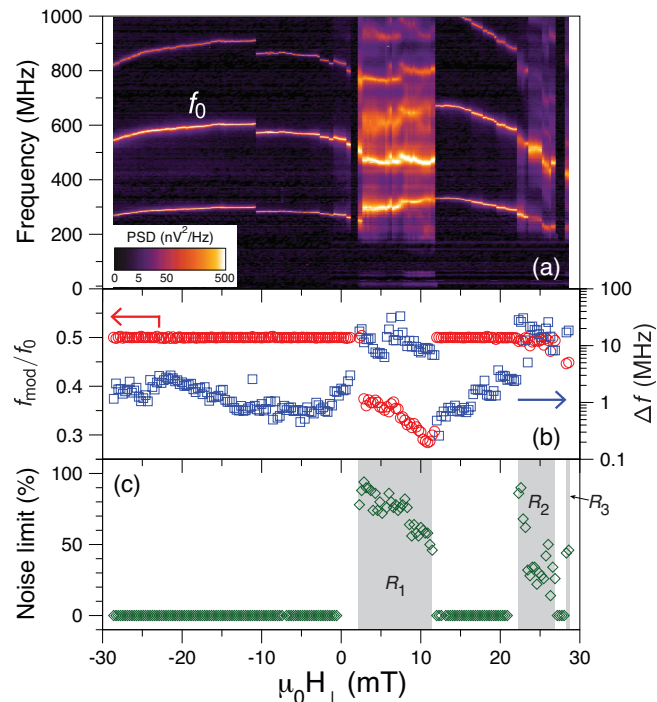 1000
800
600
400
200
0
Frequency (MHz)
f0
PSD (nV²/Hz)
0 5 50 500
(a)
0.5
0.4
0.3
fmod/f0
100
10
1
0.1
Δf (MHz)
(b)
(c)
100
50
0
Noise limit (%)
R1
R2
R3
-30 -20 -10 0 10 20 30
μ0H⊥ (mT)